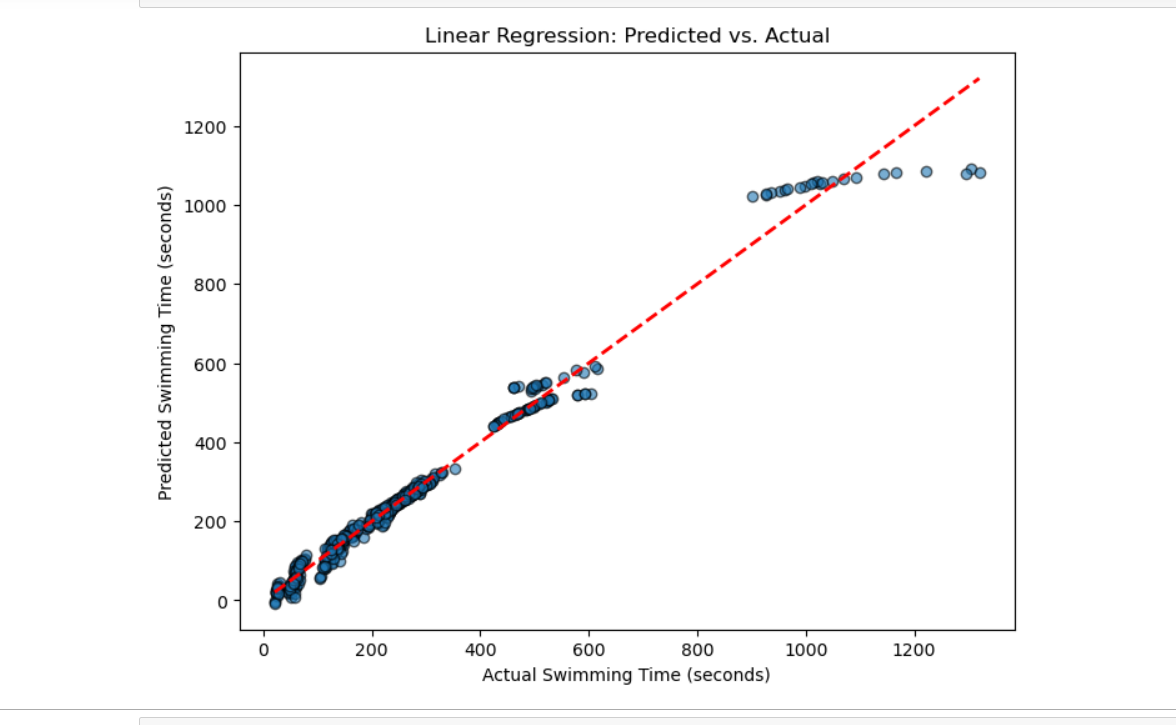 Linear Regression: Predicted vs. Actual
Predicted Swimming Time (seconds)
1200
1000
800
600
400
200
0
0 200 400 600 800 1000 1200
Actual Swimming Time (seconds)